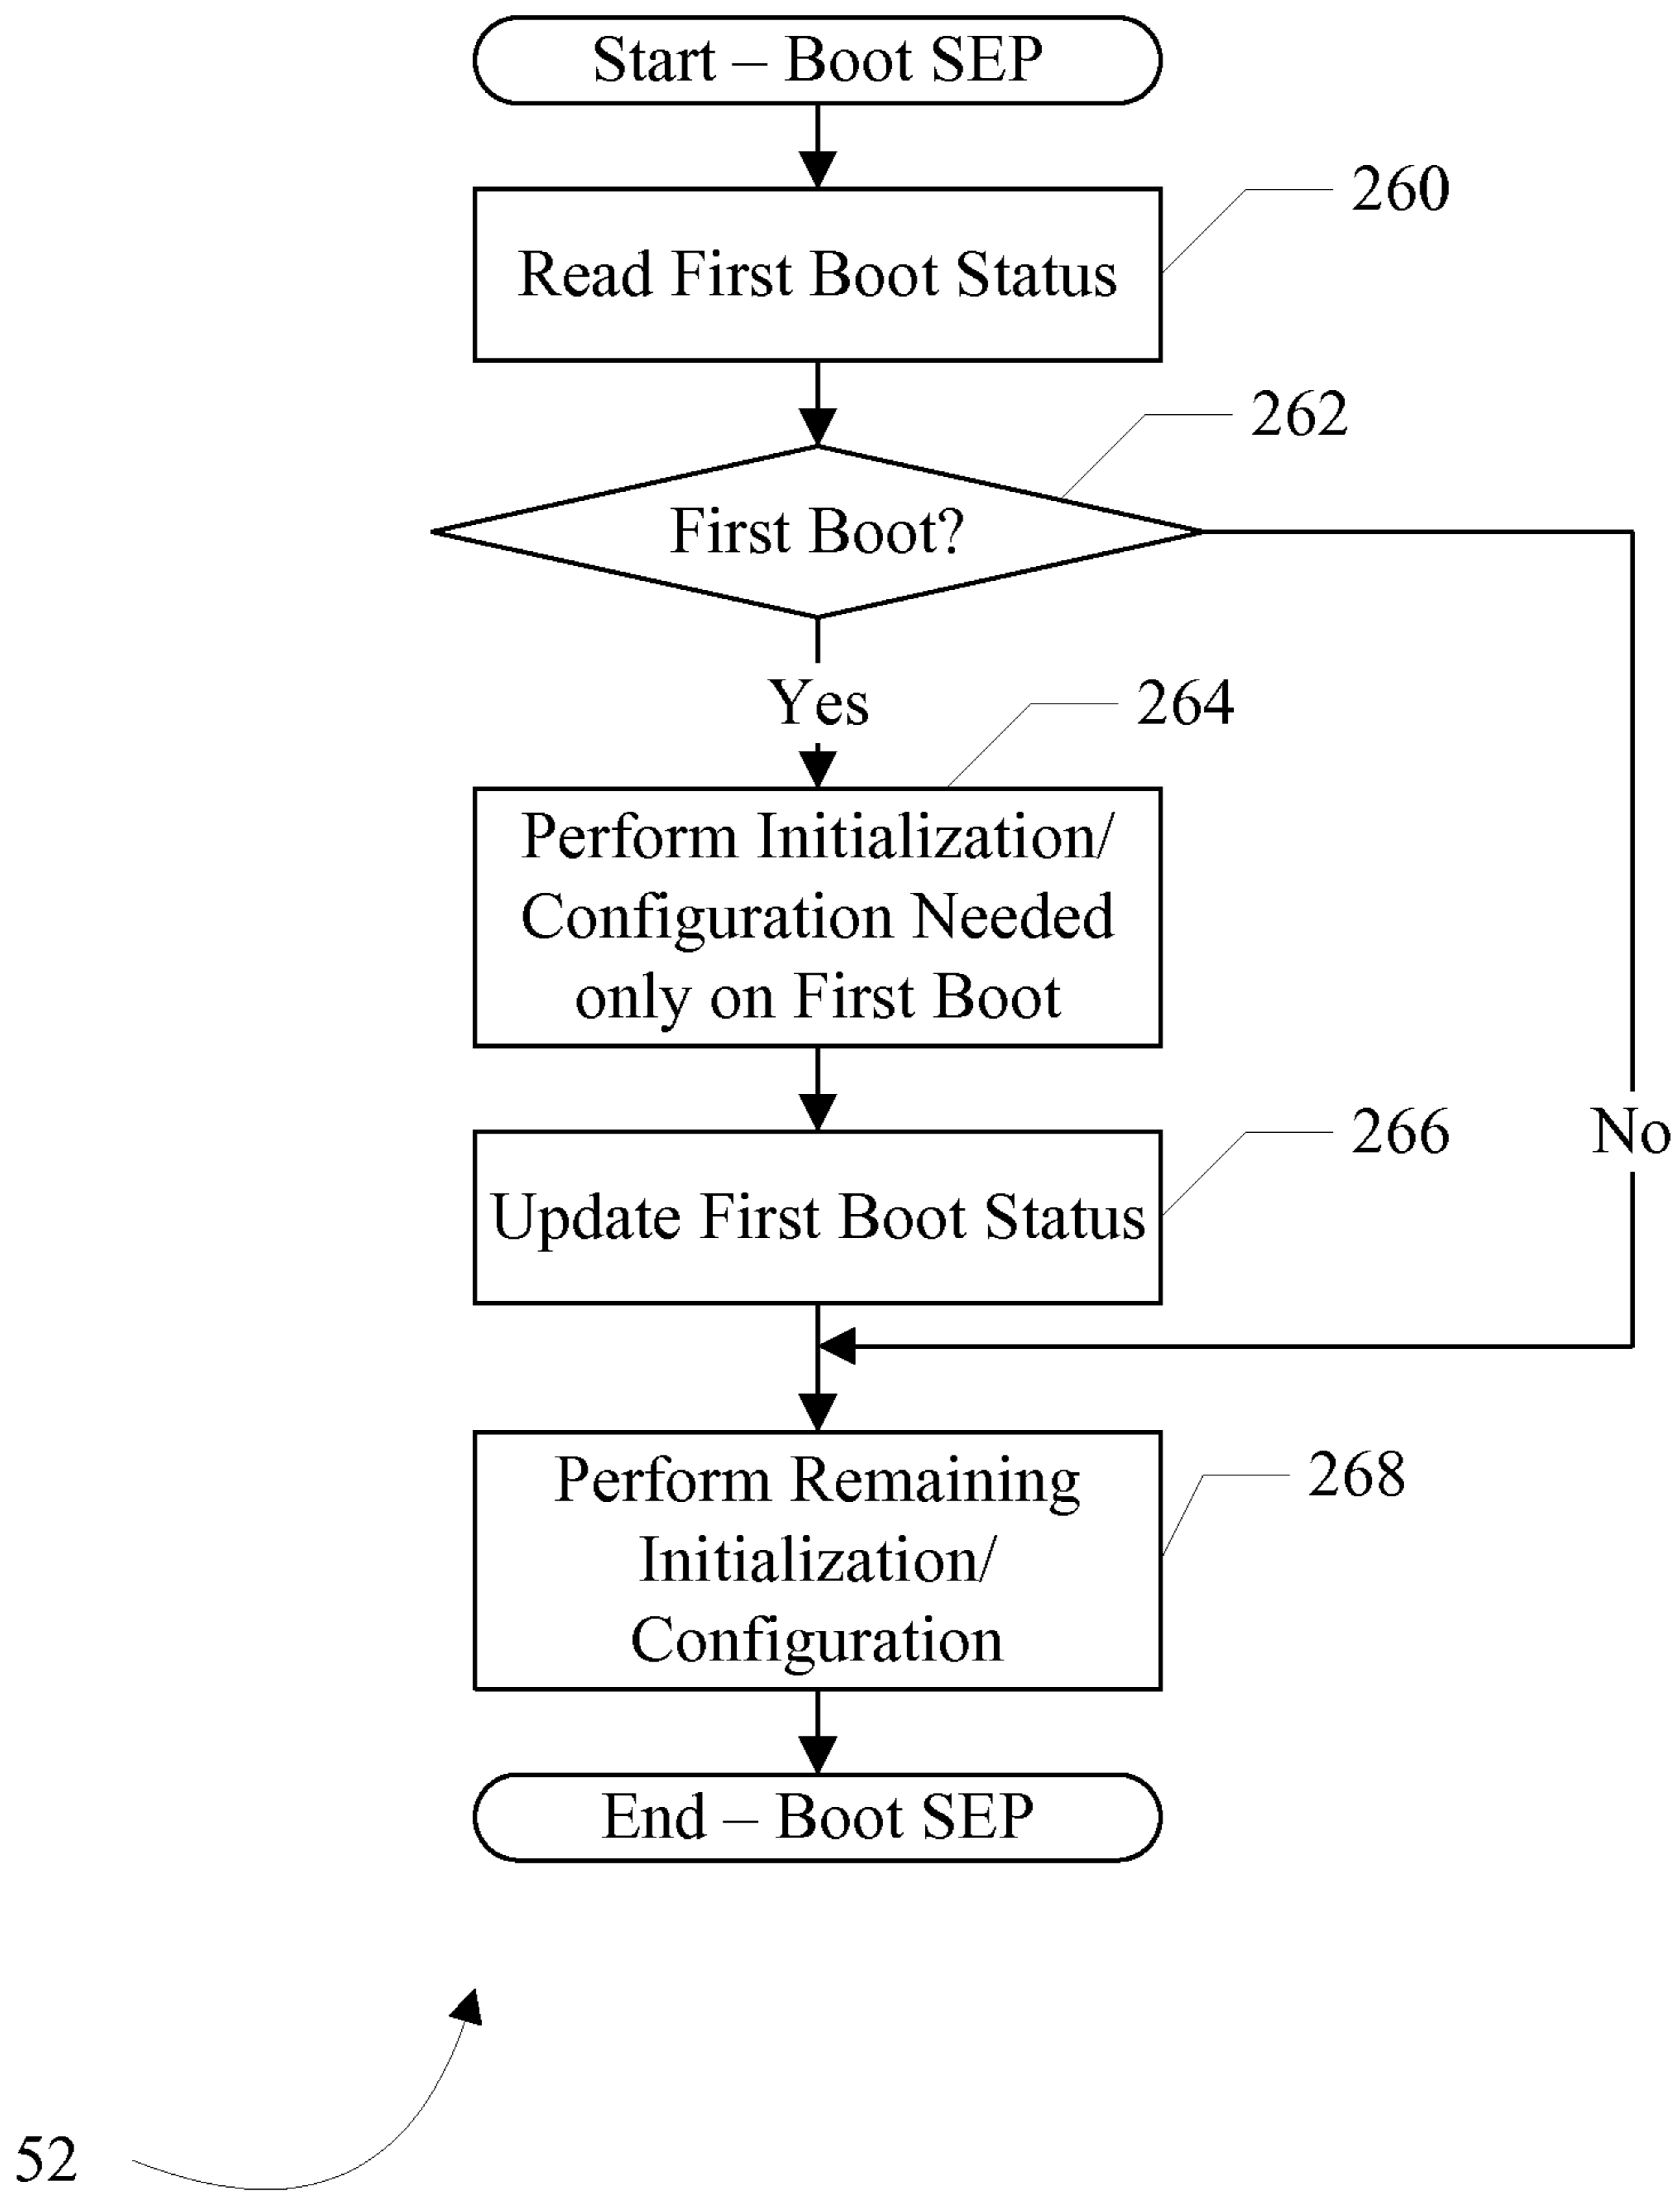 Start – Boot SEP
260
Read First Boot Status
262
First Boot?
Yes
264
Perform Initialization/
Configuration Needed
only on First Boot
266
No
Update First Boot Status
Perform Remaining
268
Initialization/
Configuration
End – Boot SEP
52